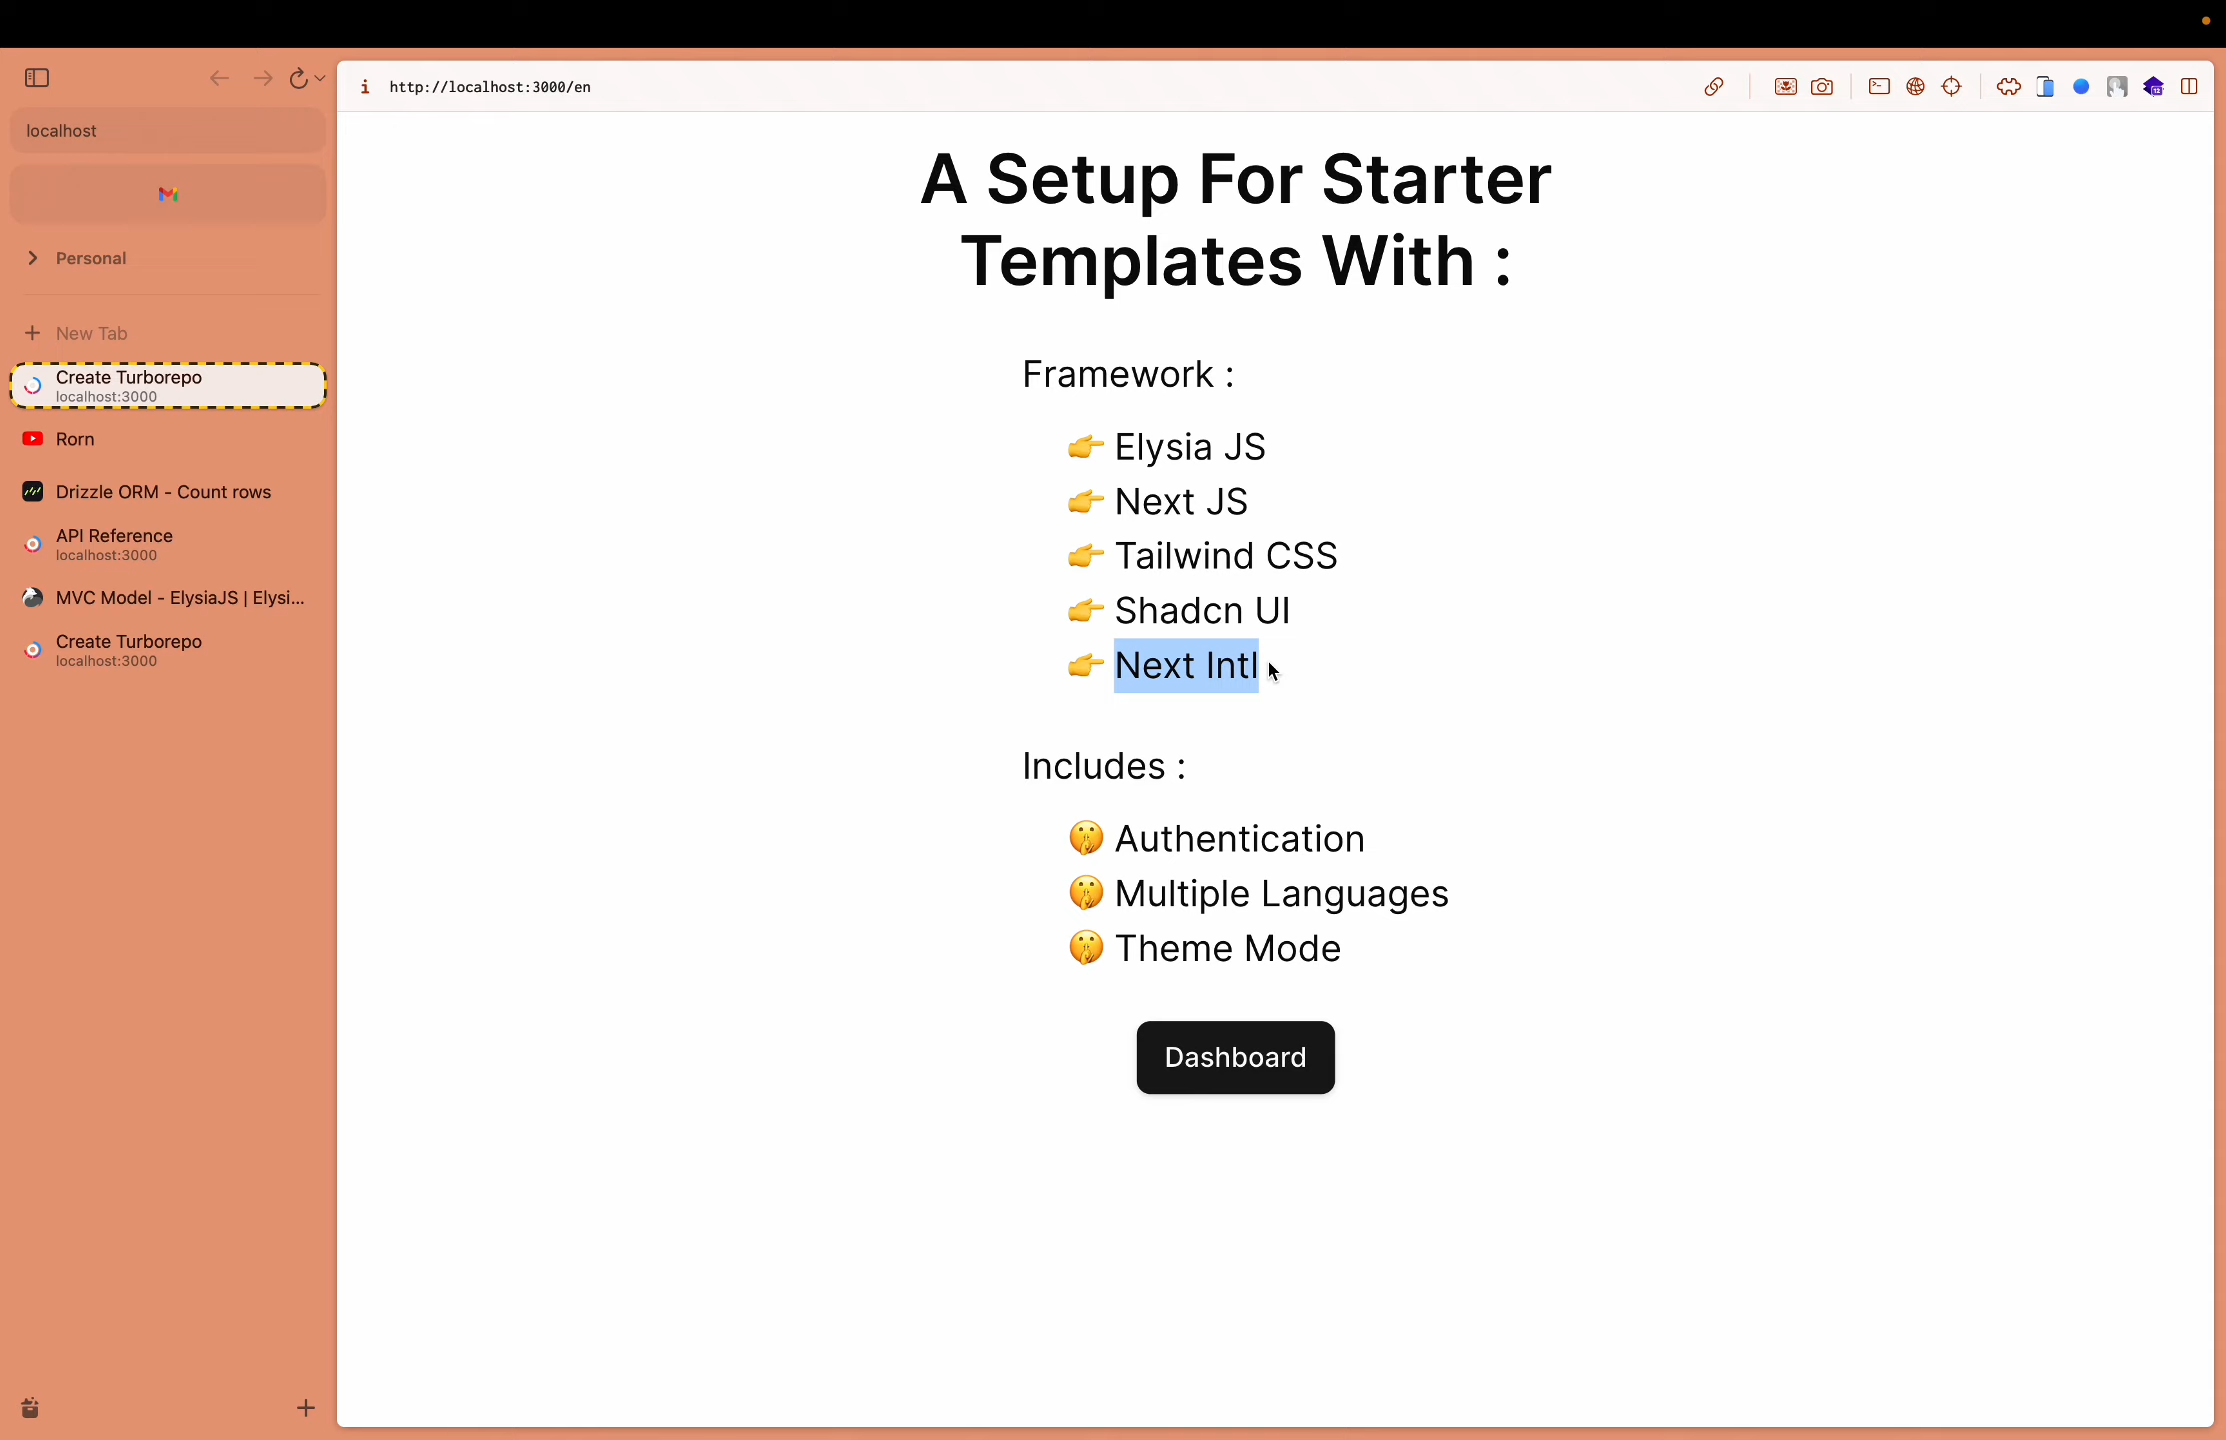 localhost
Personal
New Tab
Create Turborepo
localhost:3000
Rorn
Drizzle ORM - Count rows
API Reference
localhost:3000
MVC Model - ElysiaJS | Elysi...
Create Turborepo
localhost:3000
http://localhost:3000/en
12
A Setup For Starter
Templates With :
Framework :
👉 Elysia JS
👉 Next JS
👉 Tailwind CSS
👉 Shadcn UI
👉 Next Intl
Includes :
🤫 Authentication
🤫 Multiple Languages
🤫 Theme Mode
Dashboard